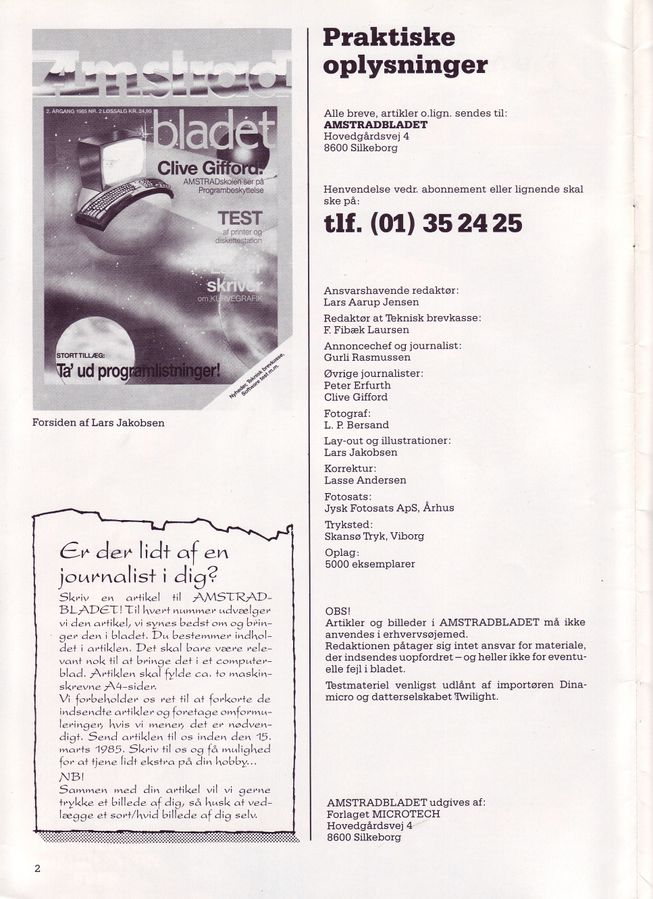 Amstrad
2. ÅRGANG 1985 NR. 2 LØSSALG KR. 24,95
bladet
Clive Gifford:
AMSTRADskolen ser på
Programbeskyttelse
TEST
af printer og
diskettestation
skriver
om KURVEGRAFIK
STORT TILLÆG:
Ta' ud programlistninger!
Nyheder, Teknisk brevkasse,
Software test m.m.
Forsiden af Lars Jakobsen
Er der lidt af en
journalist i dig?
Skriv en artikel til AMSTRAD-
BLADET! Til hvert nummer udvælger
vi den artikel, vi synes bedst om og brin-
ger den i bladet. Du bestemmer indhol-
det i artiklen. Det skal bare være rele-
vant nok til at bringe det i et computer-
blad. Artiklen skal fylde ca. to maskin-
skrevne A4-sider.
Vi forbeholder os ret til at forkorte de
indsendte artikler og foretage omformu-
leringer, hvis vi mener, det er nødven-
digt. Send artiklen til os inden den 15.
marts 1985. Skriv til os og få mulighed
for at tjene lidt ekstra på din hobby...
NB!
Sammen med din artikel vil vi gerne
trykke et billede af dig, så husk at ved-
lægge et sort/hvid billede af dig selv.
2
Praktiske
oplysninger
Alle breve, artikler o.lign. sendes til:
AMSTRADBLADET
Hovedgårdsvej 4
8600 Silkeborg
Henvendelse vedr. abonnement eller lignende skal
ske på:
tlf. (01) 35 24 25
Ansvarshavende redaktør:
Lars Aarup Jensen
Redaktør at Teknisk brevkasse:
F. Fibæk Laursen
Annoncechef og journalist:
Gurli Rasmussen
Øvrige journalister:
Peter Erfurth
Clive Gifford
Fotograf:
L. P. Bersand
Lay-out og illustrationer:
Lars Jakobsen
Korrektur:
Lasse Andersen
Fotosats:
Jysk Fotosats ApS, Århus
Tryksted:
Skansø Tryk, Viborg
Oplag:
5000 eksemplarer
OBS!
Artikler og billeder i AMSTRADBLADET må ikke
anvendes i erhvervsøjemed.
Redaktionen påtager sig intet ansvar for materiale,
der indsendes uopfordret – og heller ikke for eventu-
elle fejl i bladet.
Testmateriel venligst udlånt af importøren Dina-
micro og datterselskabet Twilight.
AMSTRADBLADET udgives af:
Forlaget MICROTECH
Hovedgårdsvej 4
8600 Silkeborg